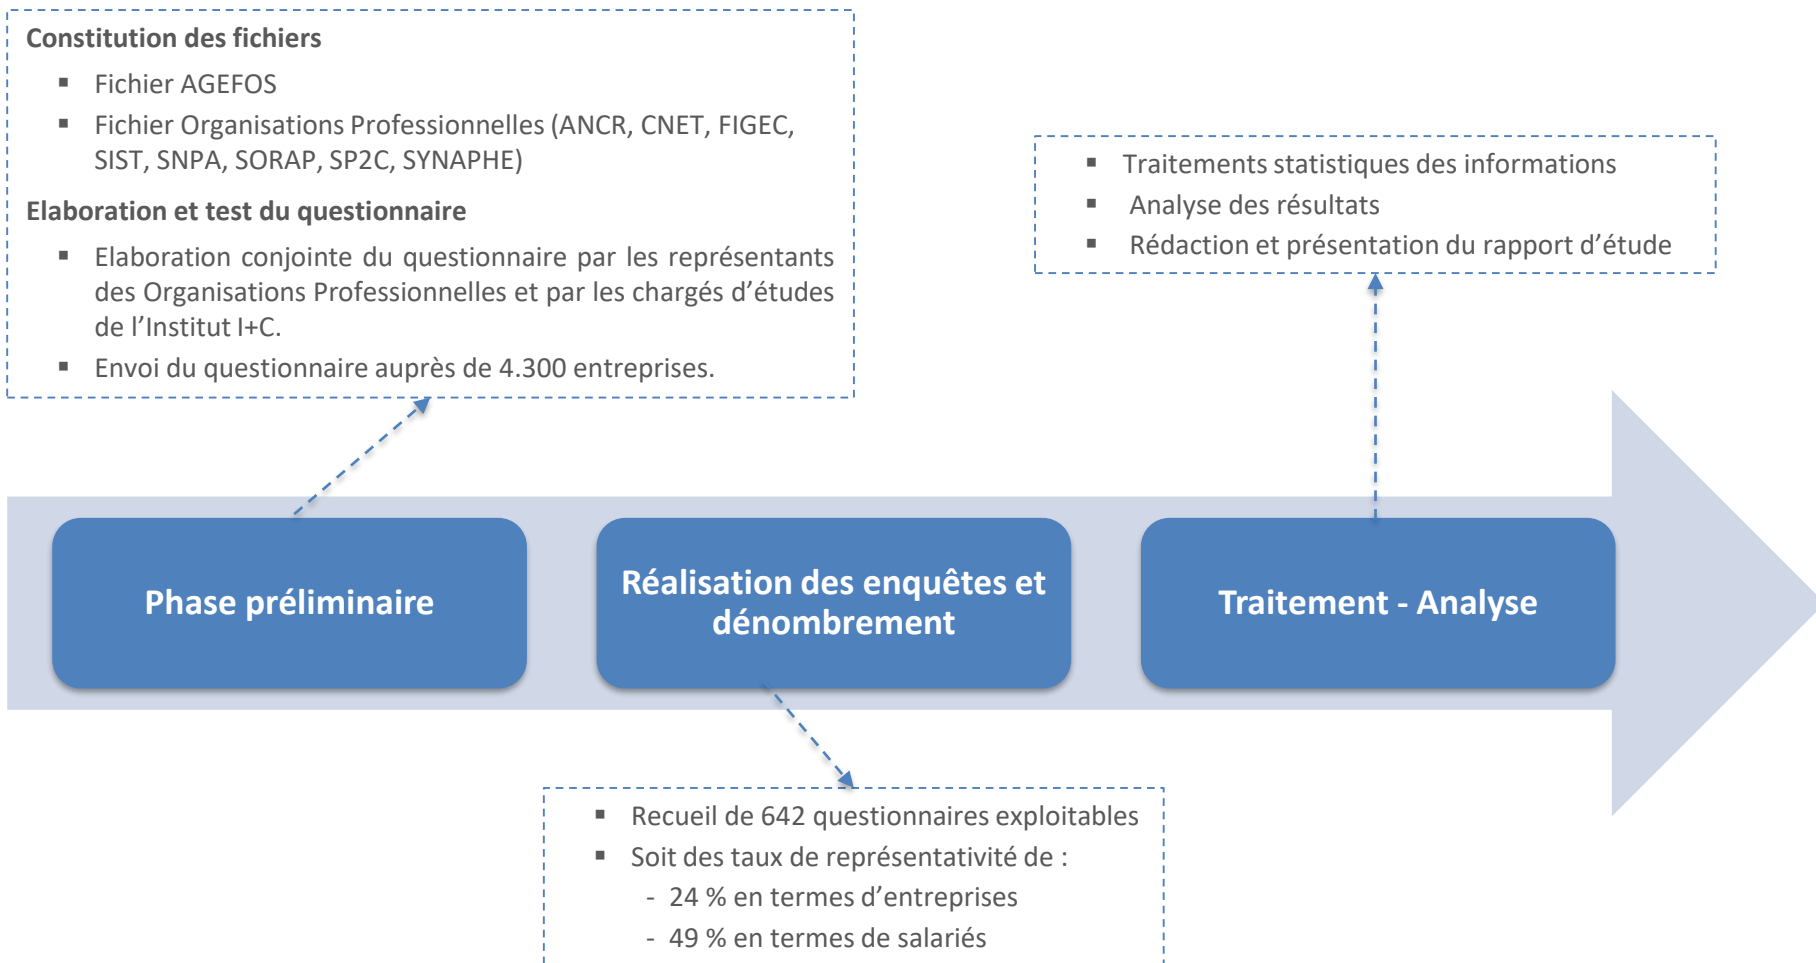 Constitution des fichiers
▪ Fichier AGEFOS
▪ Fichier Organisations Professionnelles (ANCR, CNET, FIGEC,
SIST, SNPA, SORAP, SP2C, SYNAPHE)
Elaboration et test du questionnaire
▪ Elaboration conjointe du questionnaire par les représentants
des Organisations Professionnelles et par les chargés d’études
de l’Institut I+C.
▪ Envoi du questionnaire auprès de 4.300 entreprises.
▪ Traitements statistiques des informations
▪ Analyse des résultats
▪ Rédaction et présentation du rapport d’étude
Phase préliminaire
Réalisation des enquêtes et
dénombrement
Traitement - Analyse
▪ Recueil de 642 questionnaires exploitables
▪ Soit des taux de représentativité de :
- 24 % en termes d’entreprises
- 49 % en termes de salariés